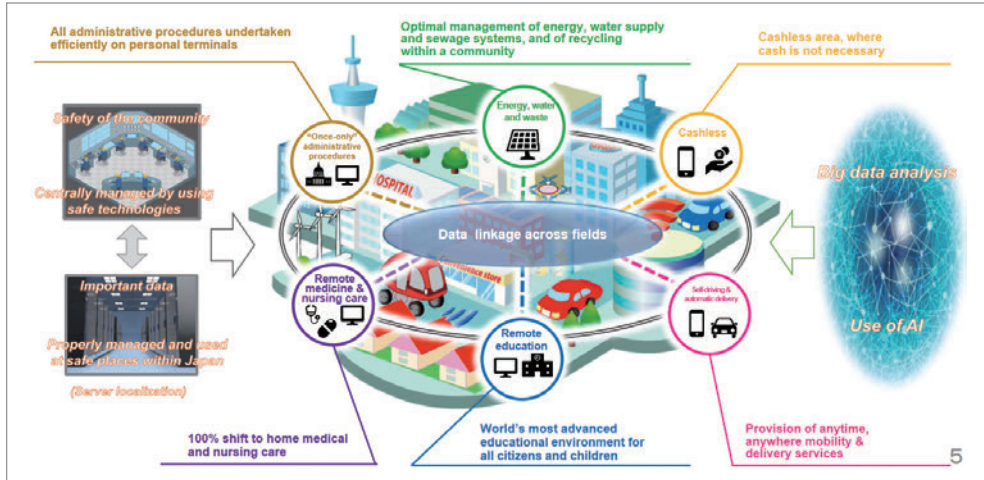 All administrative procedures undertaken
efficiently on personal terminals
Optimal management of energy, water supply
and sewage systems, and of recycling
within a community
Cashless area, where
cash is not necessary
Safety of the community
Centrally managed by using
safe technologies
Important data
Properly managed and used
at safe places within Japan
(Server localization)
"Once-only"
administrative
procedures
Energy, water
and waste
Cashless
HOSPITAL
Data linkage across fields
Convenience store
Remote
medicine &
nursing care
Remote
education
Self-driving &
automatic delivery
Big data analysis
Use of AI
100% shift to home medical
and nursing care
World's most advanced
educational environment for
all citizens and children
Provision of anytime,
anywhere mobility &
delivery services
5